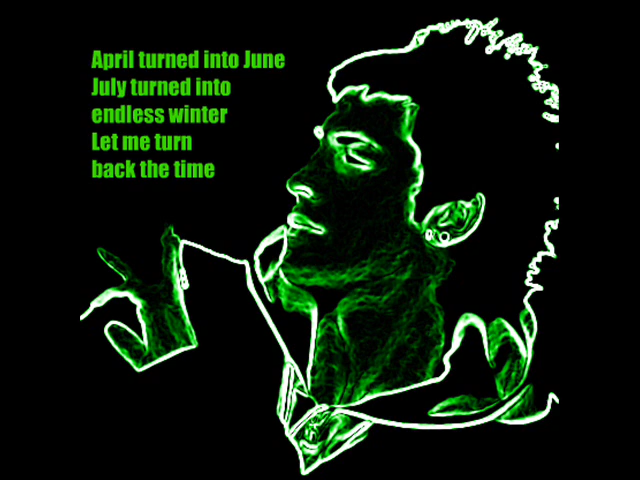 April turned into June
July turned into
endless winter
Let me turn
back the time